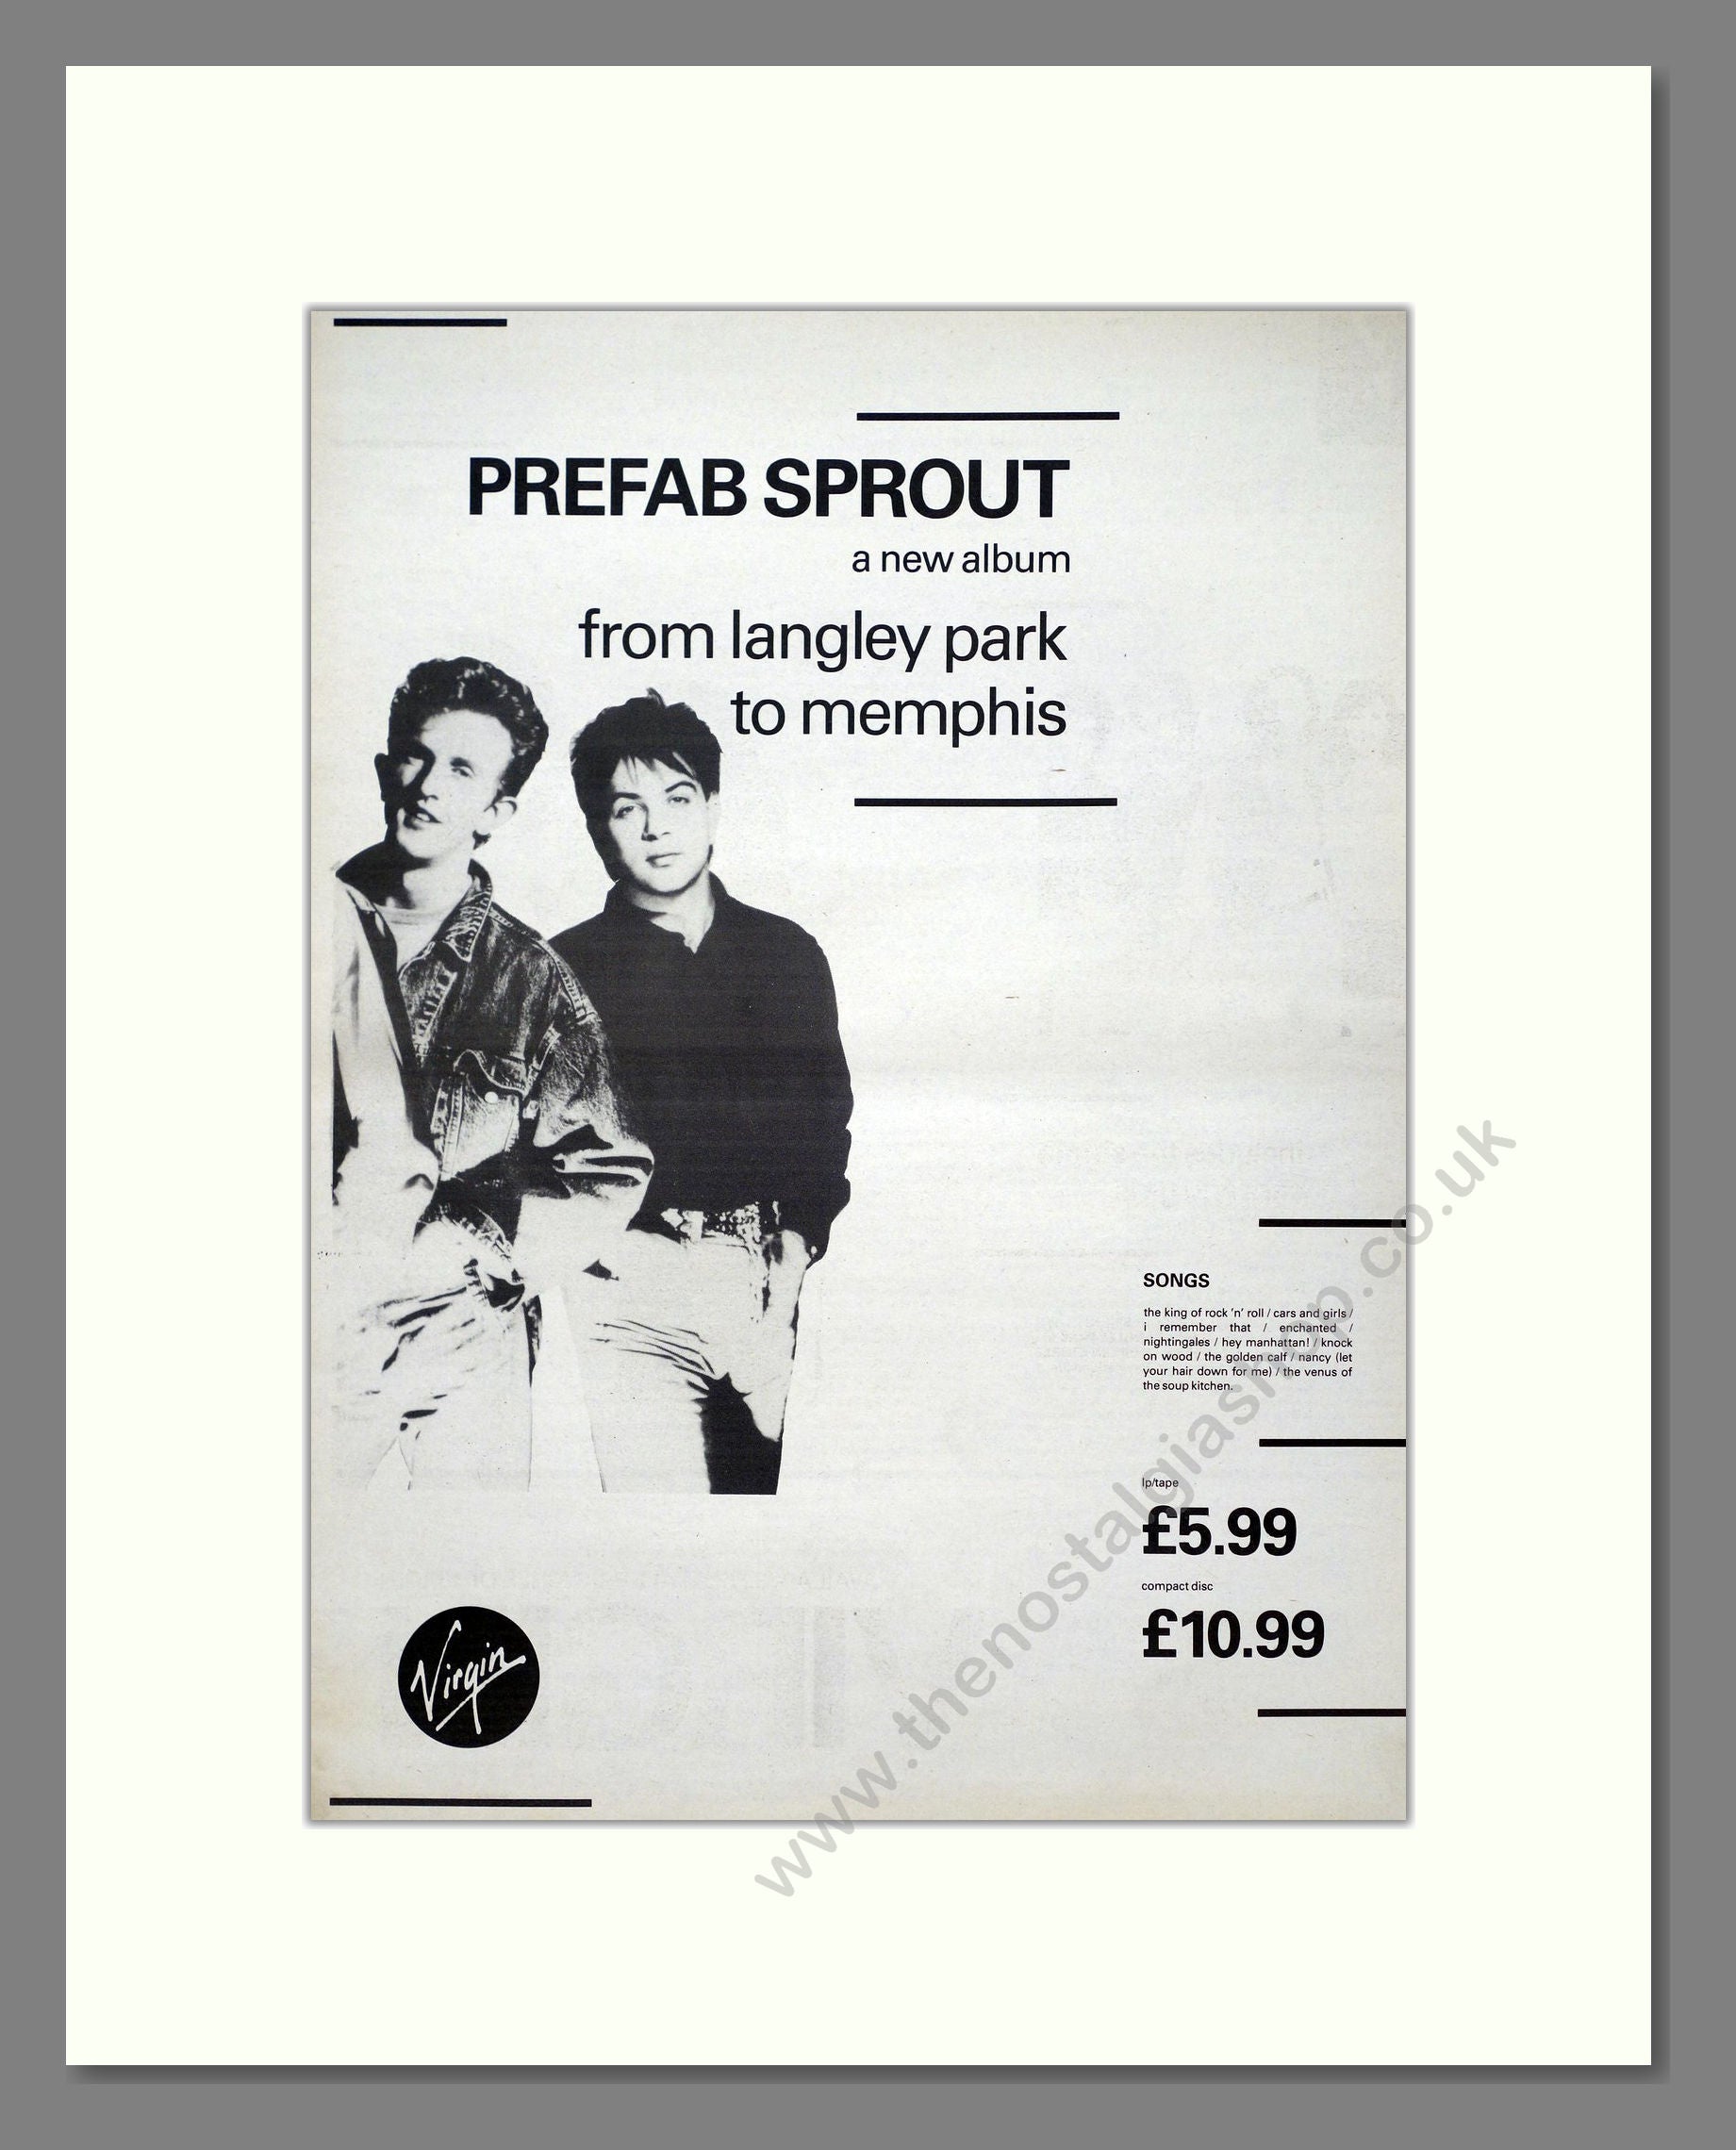 PREFAB SPROUT
a new album
from langley park
to memphis
SONGS
the king of rock 'n' roll / cars and girls /
i remember that / enchanted /
nightingales / hey manhattan! / knock
on wood / the golden calf / nancy (let
your hair down for me) / the venus of
the soup kitchen.
lp/tape
£5.99
compact disc
£10.99
Virgin
www.thenostalgiashop.co.uk